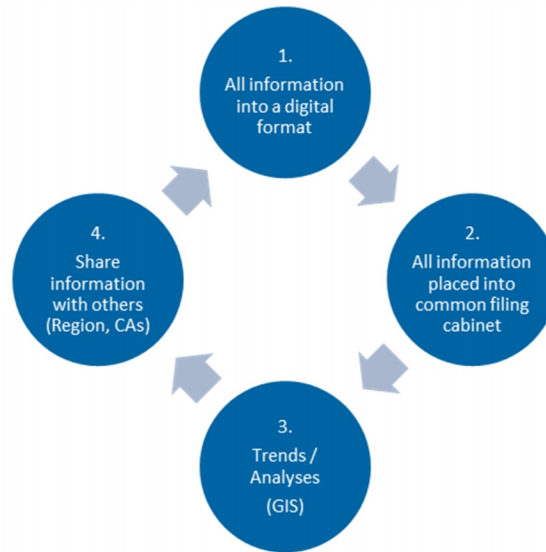 1.
All information
into a digital
format
2.
All information
placed into
common filing
cabinet
3.
Trends /
Analyses
(GIS)
4.
Share
information
with others
(Region, CAs)